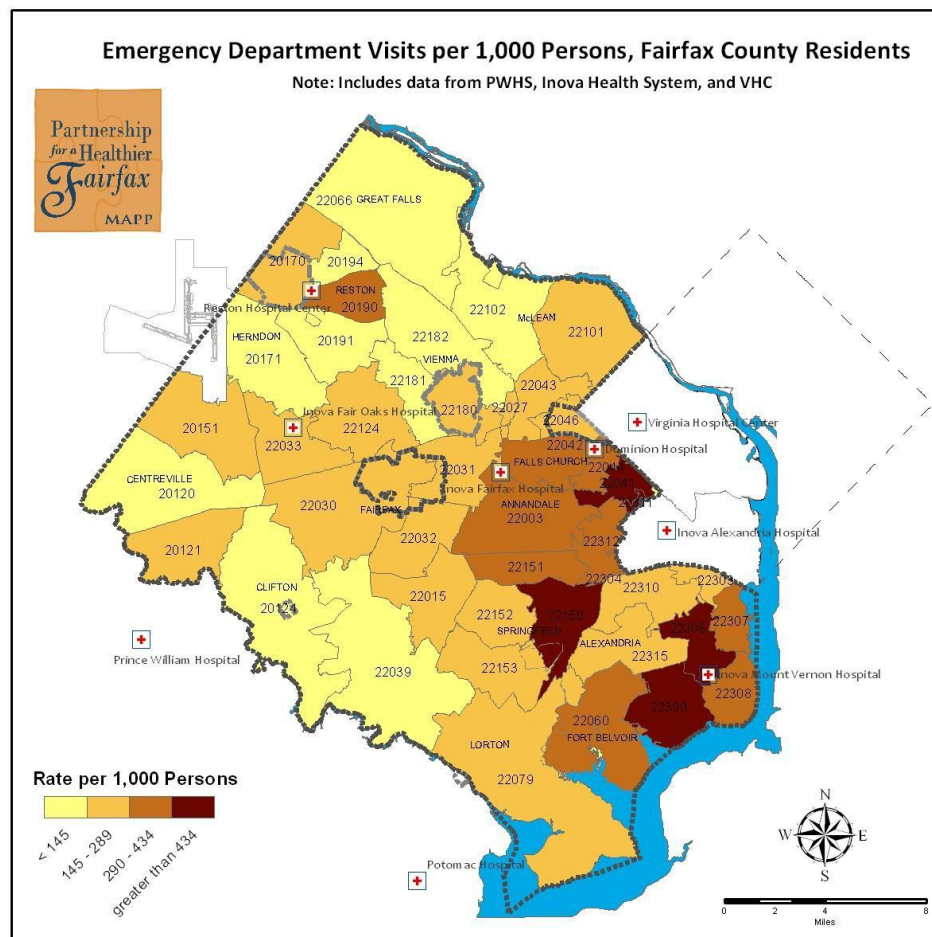 Emergency Department Visits per 1,000 Persons, Fairfax County Residents
Note: Includes data from PWHS, Inova Health System, and VHC
Partnership
for a Healthier
Fairfax
MAPP
22066
GREAT FALLS
20170
20194
RESTON
20190
Reston Hospital Center
22102
McLEAN
22101
HERNDON
20171
20191
22182
VIENNA
22181
22180
22043
22027
22046
Virginia Hospital Center
20151
Inova Fair Oaks Hospital
22033
22124
22042
Dominion Hospital
FALLS CHURCH
22031
22041
Inova Fairfax Hospital
CENTREVILLE
20120
22030
FAIRFAX
ANNANDALE
22003
Inova Alexandria Hospital
20121
22032
22312
22151
22304
22310
22303
CLIFTON
20124
22015
22152
22150
SPRINGFIELD
22306
22307
ALEXANDRIA
22315
Prince William Hospital
22039
22153
Inova Mount Vernon Hospital
22308
22309
22060
FORT BELVOIR
LORTON
22079
Rate per 1,000 Persons
< 145
145 - 289
290 - 434
greater than 434
Potomac Hospital
N
W
E
S
0 2 4 8
Miles